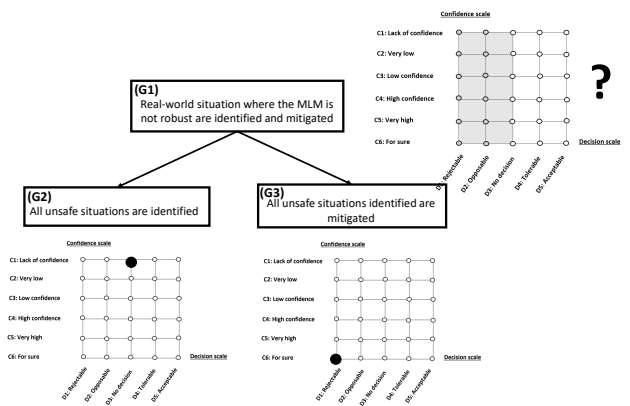 Confidence scale
C1: Lack of confidence
C2: Very low
C3: Low confidence
C4: High confidence
C5: Very high
C6: For sure
Decision scale
D1: Rejectable
D2: Opposable
D3: No decision
D4: Tolerable
D5: Acceptable
?
(G1)
Real-world situation where the MLM is
not robust are identified and mitigated
(G2)
All unsafe situations are identified
(G3)
All unsafe situations identified are
mitigated
Confidence scale
C1: Lack of confidence
C2: Very low
C3: Low confidence
C4: High confidence
C5: Very high
C6: For sure
Decision scale
D1: Rejectable
D2: Opposable
D3: No decision
D4: Tolerable
D5: Acceptable
Confidence scale
C1: Lack of confidence
C2: Very low
C3: Low confidence
C4: High confidence
C5: Very high
C6: For sure
Decision scale
D1: Rejectable
D2: Opposable
D3: No decision
D4: Tolerable
D5: Acceptable